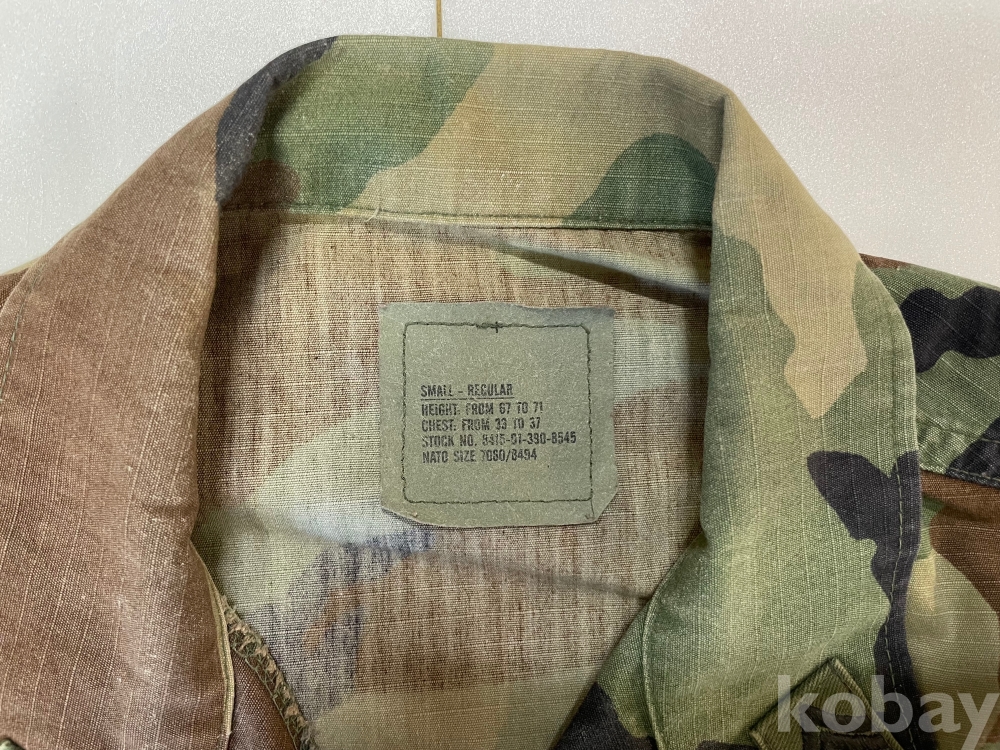 SMALL - REGULAR
HEIGHT: FROM 67 TO 71
CHEST: FROM 33 TO 37
STOCK NO. 8415-01-390-8545
NATO SIZE 7080/8494
kobay